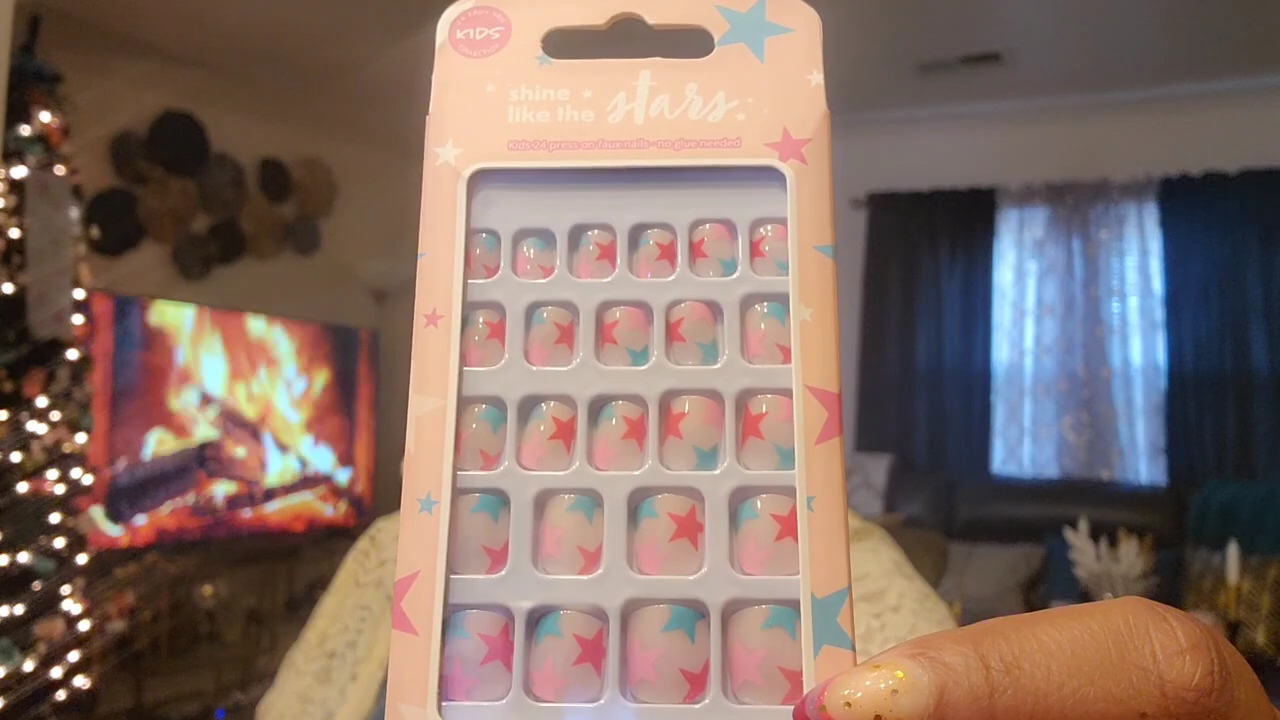 KIDS
shine
like the stars
Kids 24 press on faux-nails - no glue needed